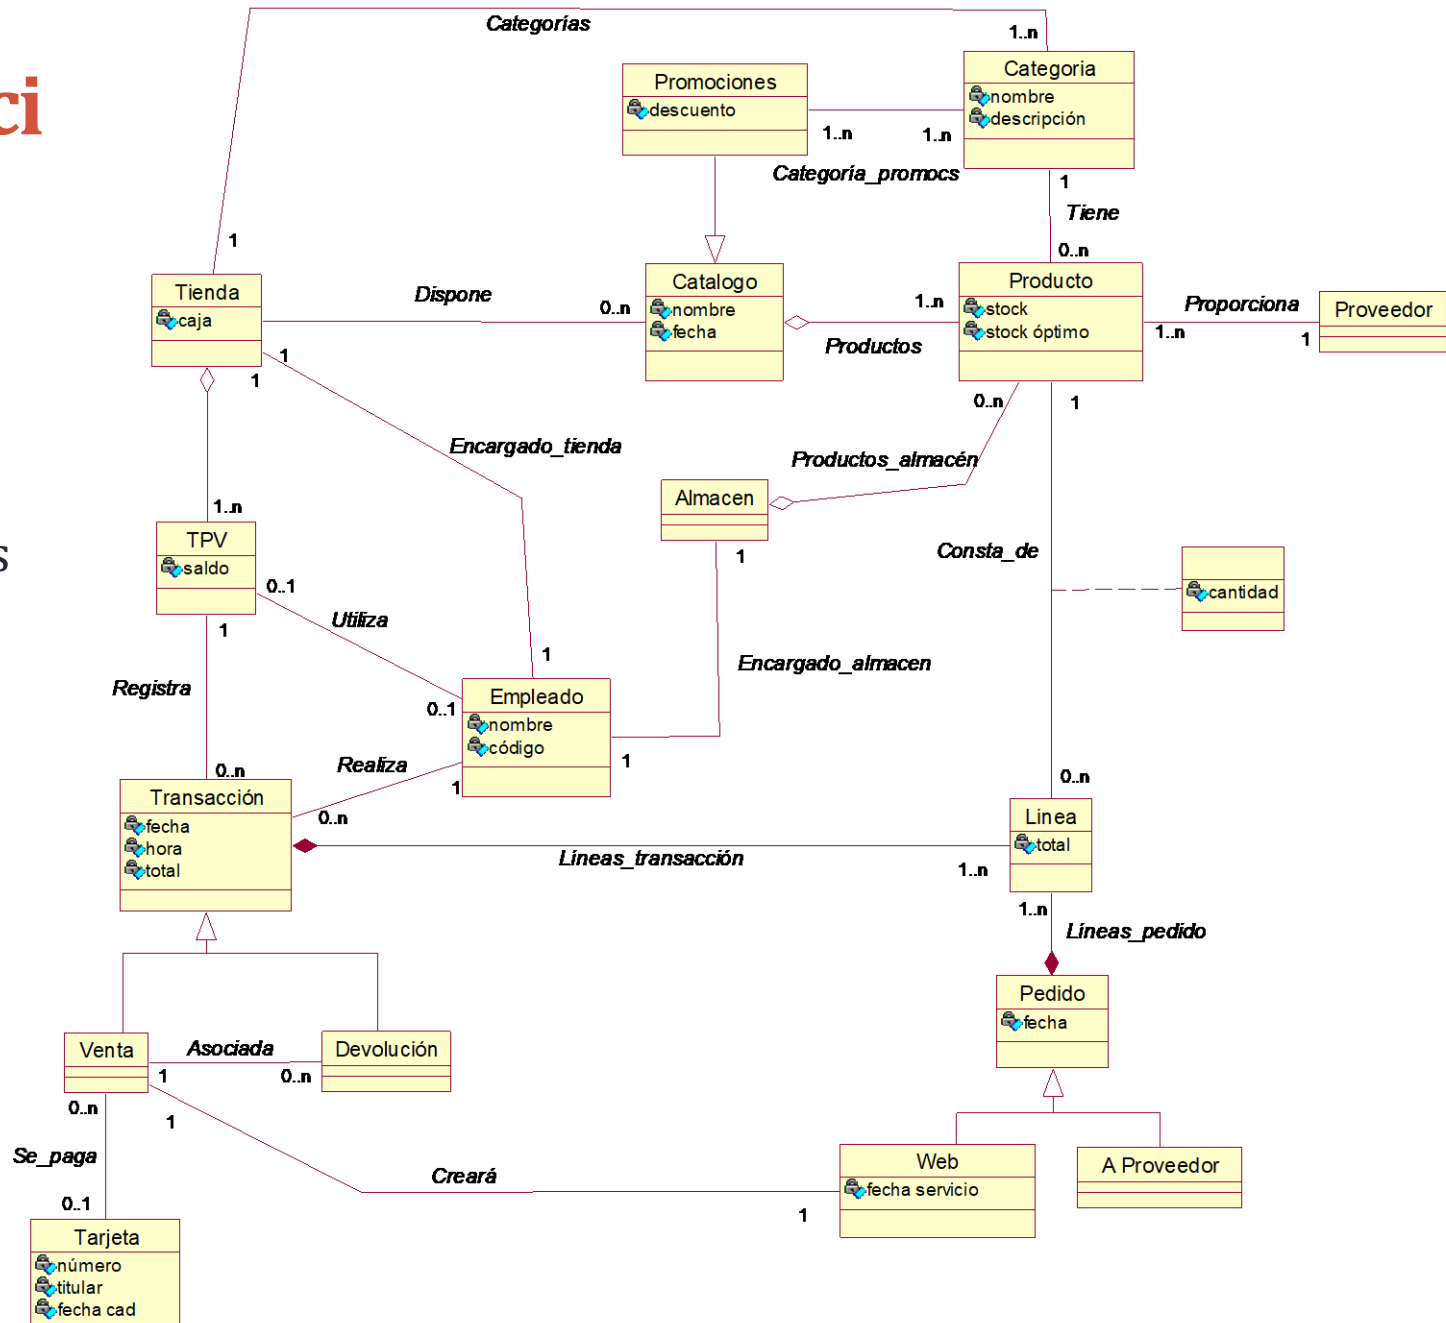 Categorías
1..n
Categoria
nombre
descripción
Promociones
descuento
1..n
1..n
Categoría_promocs
ci
1
Tiene
0..n
1
Tienda
caja
Dispone
0..n
Catalogo
nombre
fecha
1..n
Productos
Producto
stock
stock óptimo
Proporciona
1..n
1
Proveedor
1
1
Encargado_tienda
0..n
1
Productos_almacén
Almacen
1
1..n
TPV
saldo
s
0..1
Utiliza
Consta_de
cantidad
1
1
Encargado_almacen
Registra
0..1
Empleado
nombre
código
1
Realiza
1
0..n
0..n
0..n
Transacción
fecha
hora
total
Líneas_transacción
1..n
Linea
total
1..n
Líneas_pedido
Pedido
fecha
Venta
Asociada
1
0..n
Devolución
0..n
1
Se_paga
0..1
Creará
1
Web
fecha servicio
A Proveedor
Tarjeta
número
titular
fecha cad